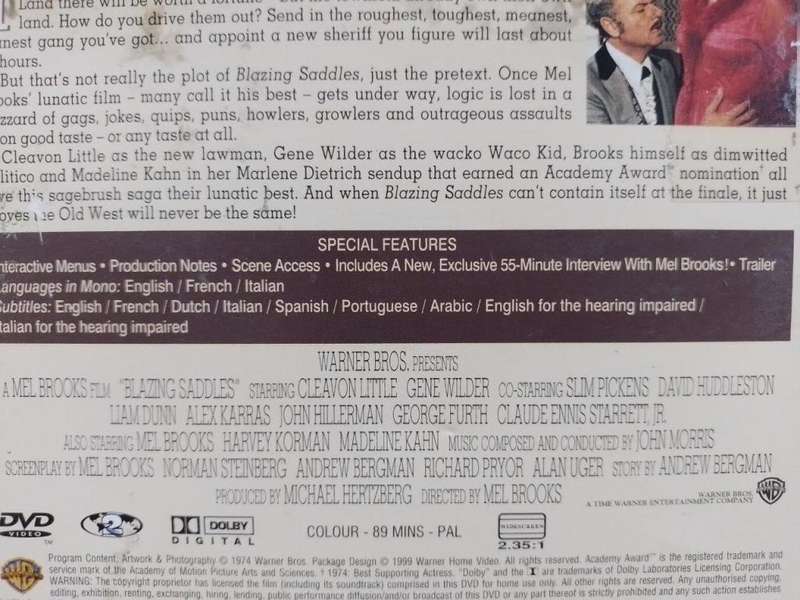 land. How do you drive them out? Send in the roughest, toughest, meanest,
gang you've got... and appoint a new sheriff you figure will last about
hours.
But that's not really the plot of Blazing Saddles, just the pretext. Once Mel
ooks' lunatic film – many call it his best – gets under way, logic is lost in a
zzard of gags, jokes, quips, puns, howlers, growlers and outrageous assaults
on good taste – or any taste at all.
Cleavon Little as the new lawman, Gene Wilder as the wacko Waco Kid, Brooks himself as dimwitted
litico and Madeline Kahn in her Marlene Dietrich sendup that earned an Academy Award™ nomination† all
ve this sagebrush saga their lunatic best. And when Blazing Saddles can't contain itself at the finale, it just
oves the Old West will never be the same!
SPECIAL FEATURES
nteractive Menus • Production Notes • Scene Access • Includes A New, Exclusive 55-Minute Interview With Mel Brooks! • Trailer
Languages in Mono: English / French / Italian
Subtitles: English / French / Dutch / Italian / Spanish / Portuguese / Arabic / English for the hearing impaired /
talian for the hearing impaired
WARNER BROS. PRESENTS
A MEL BROOKS FILM "BLAZING SADDLES" STARRING CLEAVON LITTLE GENE WILDER CO-STARRING SLIM PICKENS DAVID HUDDLESTON
LIAM DUNN ALEX KARRAS JOHN HILLERMAN GEORGE FURTH CLAUDE ENNIS STARRETT, JR.
ALSO STARRING MEL BROOKS HARVEY KORMAN MADELINE KAHN MUSIC COMPOSED AND CONDUCTED BY JOHN MORRIS
SCREENPLAY BY MEL BROOKS NORMAN STEINBERG ANDREW BERGMAN RICHARD PRYOR ALAN UGER STORY BY ANDREW BERGMAN
PRODUCED BY MICHAEL HERTZBERG DIRECTED BY MEL BROOKS
WARNER BROS.
A TIME WARNER ENTERTAINMENT COMPANY
DVD VIDEO ™
2
DOLBY DIGITAL
COLOUR - 89 MINS - PAL
WIDESCREEN
2.35:1
Program Content, Artwork & Photography © 1974 Warner Bros. Package Design © 1999 Warner Home Video. All rights reserved. Academy Award™ is the registered trademark and
service mark of the Academy of Motion Picture Arts and Sciences. † 1974: Best Supporting Actress. "Dolby" and the are trademarks of Dolby Laboratories Licensing Corporation.
WARNING: The copyright proprietor has licensed the film (including its soundtrack) comprised in this DVD for home use only. All other rights are reserved. Any unauthorised copying,
editing, exhibition, renting, exchanging, hiring, lending, public performance diffusion and/or broadcast of this DVD or any part thereof is strictly prohibited and any such action establishes